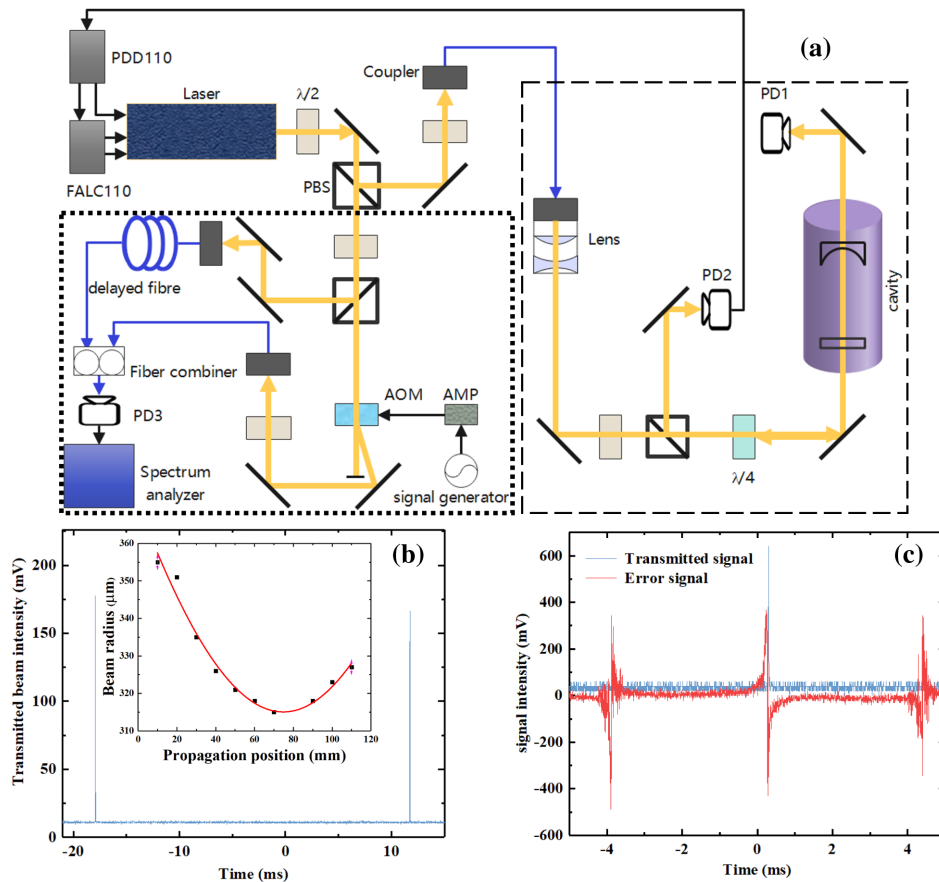 (a)
PDD110
FALC110
Laser
λ/2
PBS
Coupler
Lens
PD1
PD2
cavity
λ/4
delayed fibre
Fiber combiner
PD3
Spectrum
analyzer
AOM
AMP
signal generator
(b)
Transmitted beam intensity (mV)
200
175
150
125
100
75
50
25
0
-20
-10
0
10
Time (ms)
Beam radius (μm)
360
350
340
330
320
310
0
20
40
60
80
100
120
Propagation position (mm)
(c)
Transmitted signal
Error signal
signal intensity (mV)
600
400
200
0
-200
-400
-600
-4
-2
0
2
4
Time (ms)